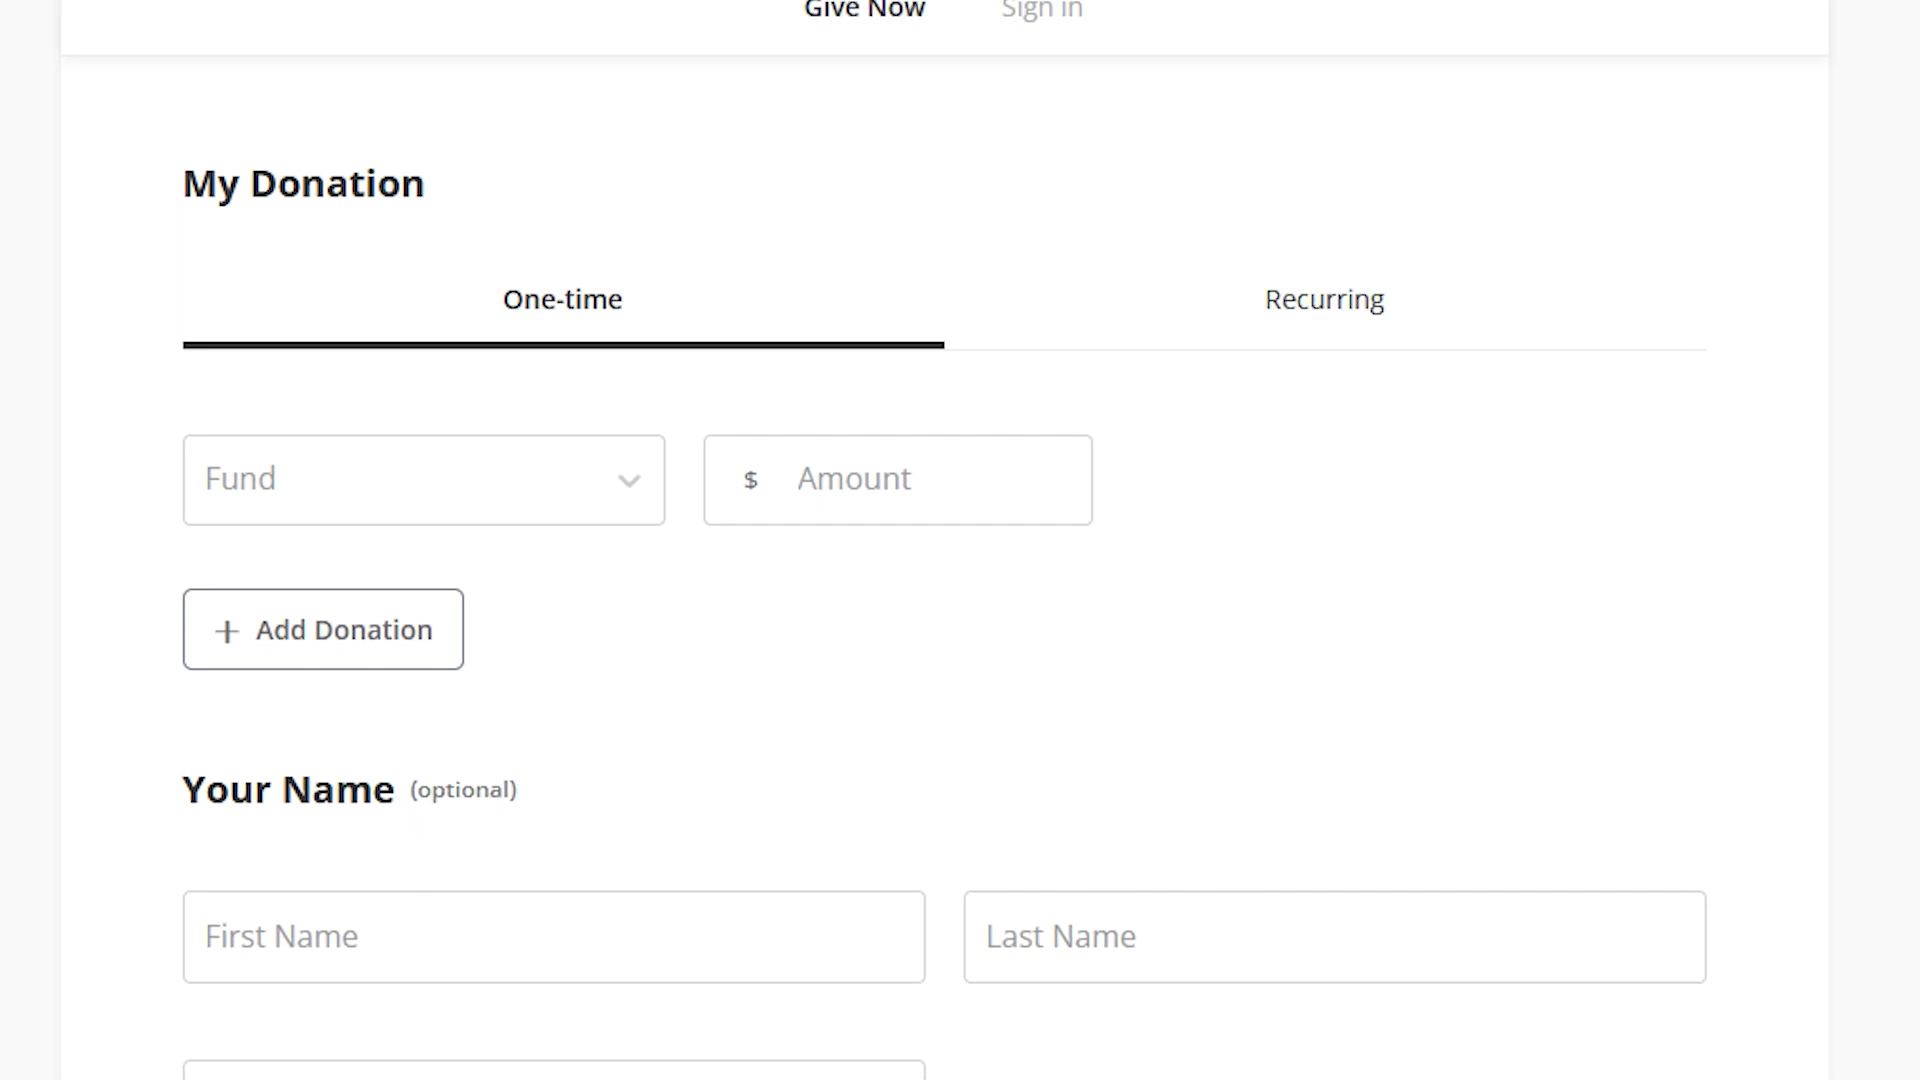 Give Now Sign in
My Donation
One-time Recurring
Fund $ Amount
+ Add Donation
Your Name (optional)
First Name Last Name